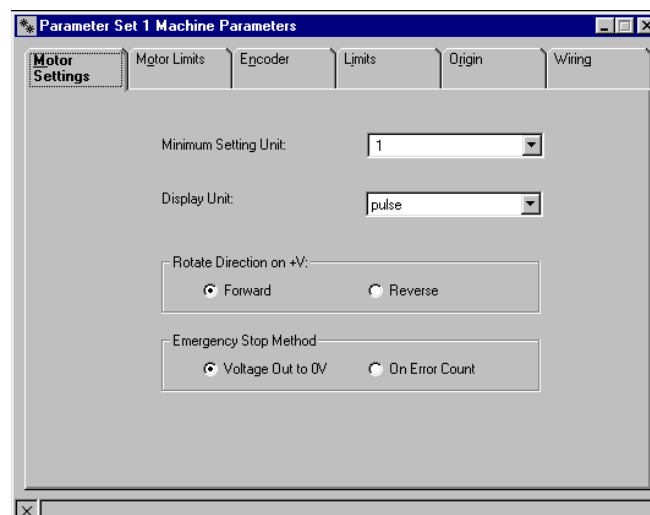 Parameter Set 1 Machine Parameters
Motor Settings
Motor Limits
Encoder
Limits
Origin
Wiring
Minimum Setting Unit: 1
Display Unit: pulse
Rotate Direction on +V:
Forward Reverse
Emergency Stop Method
Voltage Out to 0V On Error Count